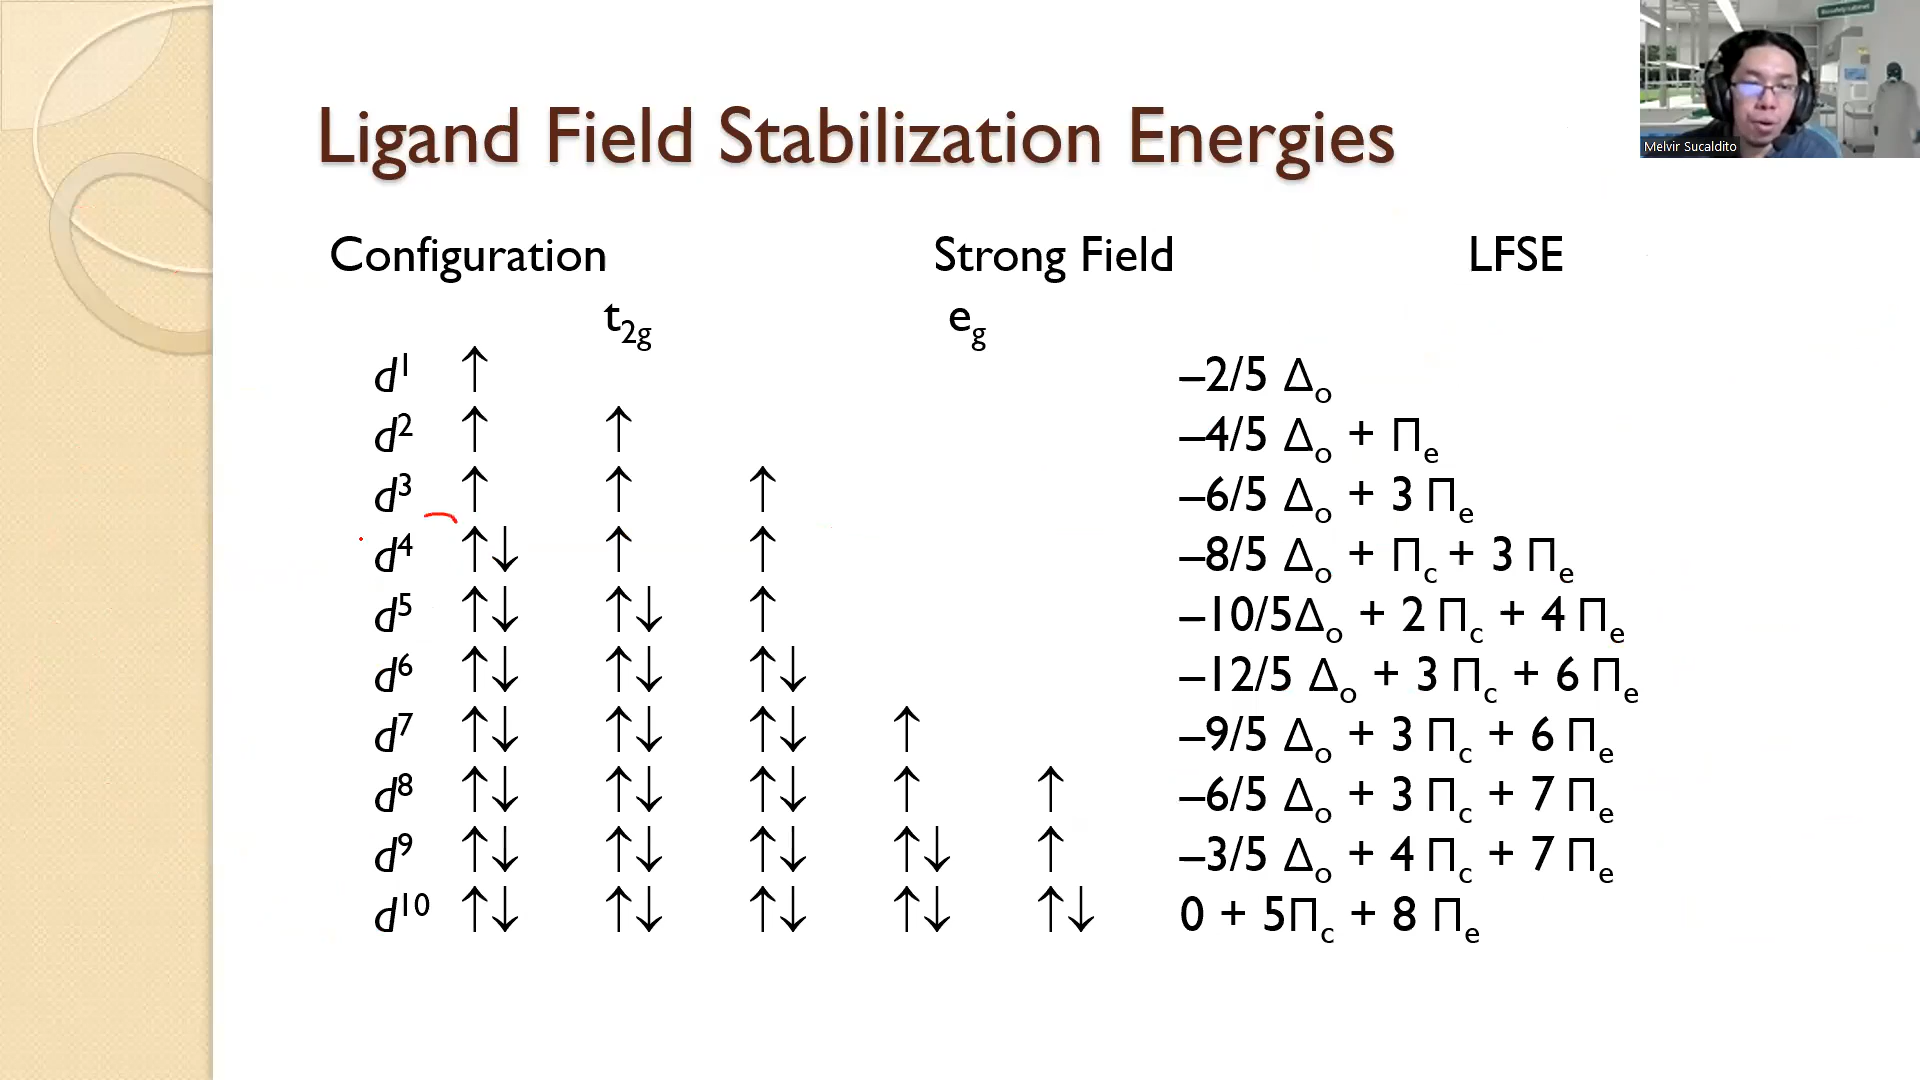 Ligand Field Stabilization Energies
Melvir Sucaldito
Configuration Strong Field LFSE
t2g eg
d1 ↑ –2/5 Δo
d2 ↑ ↑ –4/5 Δo + Πe
d3 ↑ ↑ ↑ –6/5 Δo + 3 Πe
d4 ↑↓ ↑ ↑ –8/5 Δo + Πc + 3 Πe
d5 ↑↓ ↑↓ ↑ –10/5Δo + 2 Πc + 4 Πe
d6 ↑↓ ↑↓ ↑↓ –12/5 Δo + 3 Πc + 6 Πe
d7 ↑↓ ↑↓ ↑↓ ↑ –9/5 Δo + 3 Πc + 6 Πe
d8 ↑↓ ↑↓ ↑↓ ↑ ↑ –6/5 Δo + 3 Πc + 7 Πe
d9 ↑↓ ↑↓ ↑↓ ↑↓ ↑ –3/5 Δo + 4 Πc + 7 Πe
d10 ↑↓ ↑↓ ↑↓ ↑↓ ↑↓ 0 + 5Πc + 8 Πe